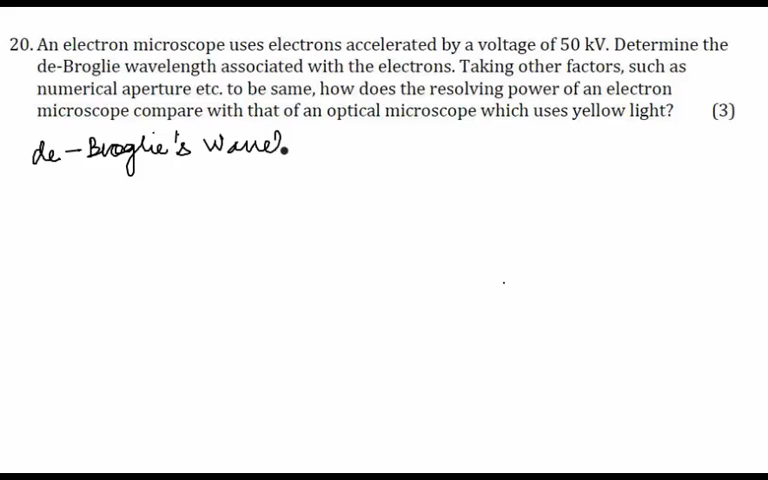 20. An electron microscope uses electrons accelerated by a voltage of 50 kV. Determine the
de-Broglie wavelength associated with the electrons. Taking other factors, such as
numerical aperture etc. to be same, how does the resolving power of an electron
microscope compare with that of an optical microscope which uses yellow light? (3)
de-Broglie's